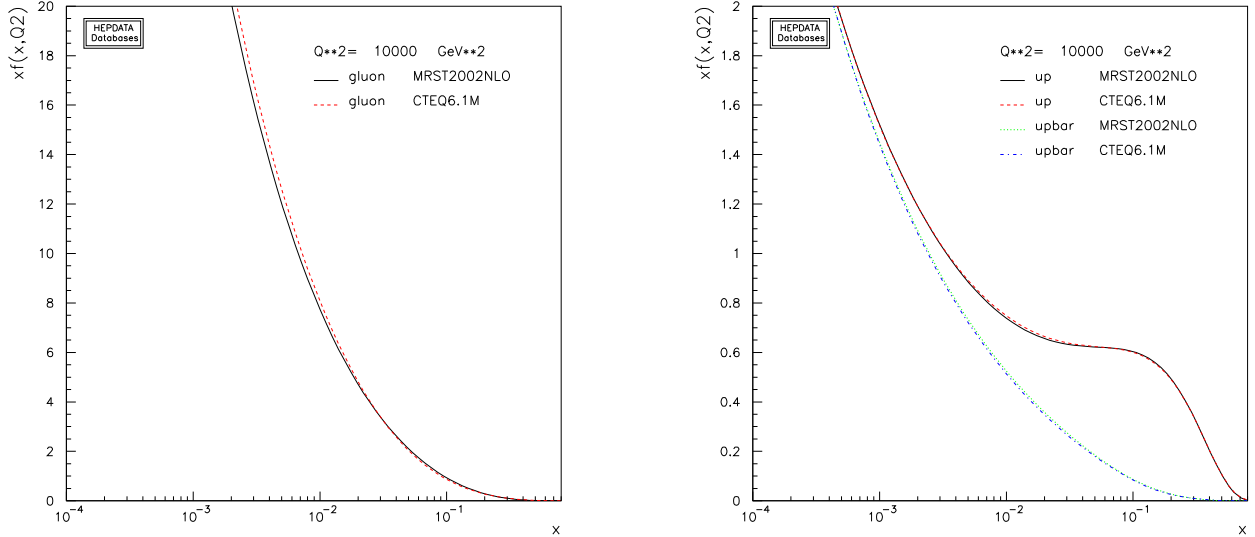 xf(x,Q2)
HEPDATA
Databases
Q**2= 10000 GeV**2
gluon MRST2002NLO
gluon CTEQ6.1M
20
18
16
14
12
10
8
6
4
2
0
10^-4
10^-3
10^-2
10^-1
x
xf(x,Q2)
HEPDATA
Databases
Q**2= 10000 GeV**2
up MRST2002NLO
up CTEQ6.1M
upbar MRST2002NLO
upbar CTEQ6.1M
2
1.8
1.6
1.4
1.2
1
0.8
0.6
0.4
0.2
0
10^-4
10^-3
10^-2
10^-1
x